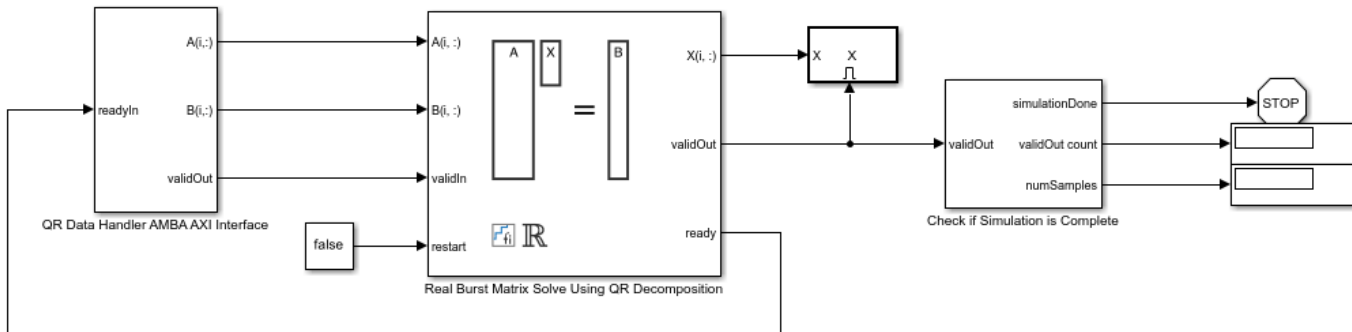 readyIn
A(i,:)
B(i,:)
validOut
QR Data Handler AMBA AXI Interface
false
A(i, :)
B(i, :)
validIn
restart
A
X
=
B
fi ℝ
X(i, :)
validOut
ready
Real Burst Matrix Solve Using QR Decomposition
X X
validOut
simulationDone
validOut count
numSamples
Check if Simulation is Complete
STOP